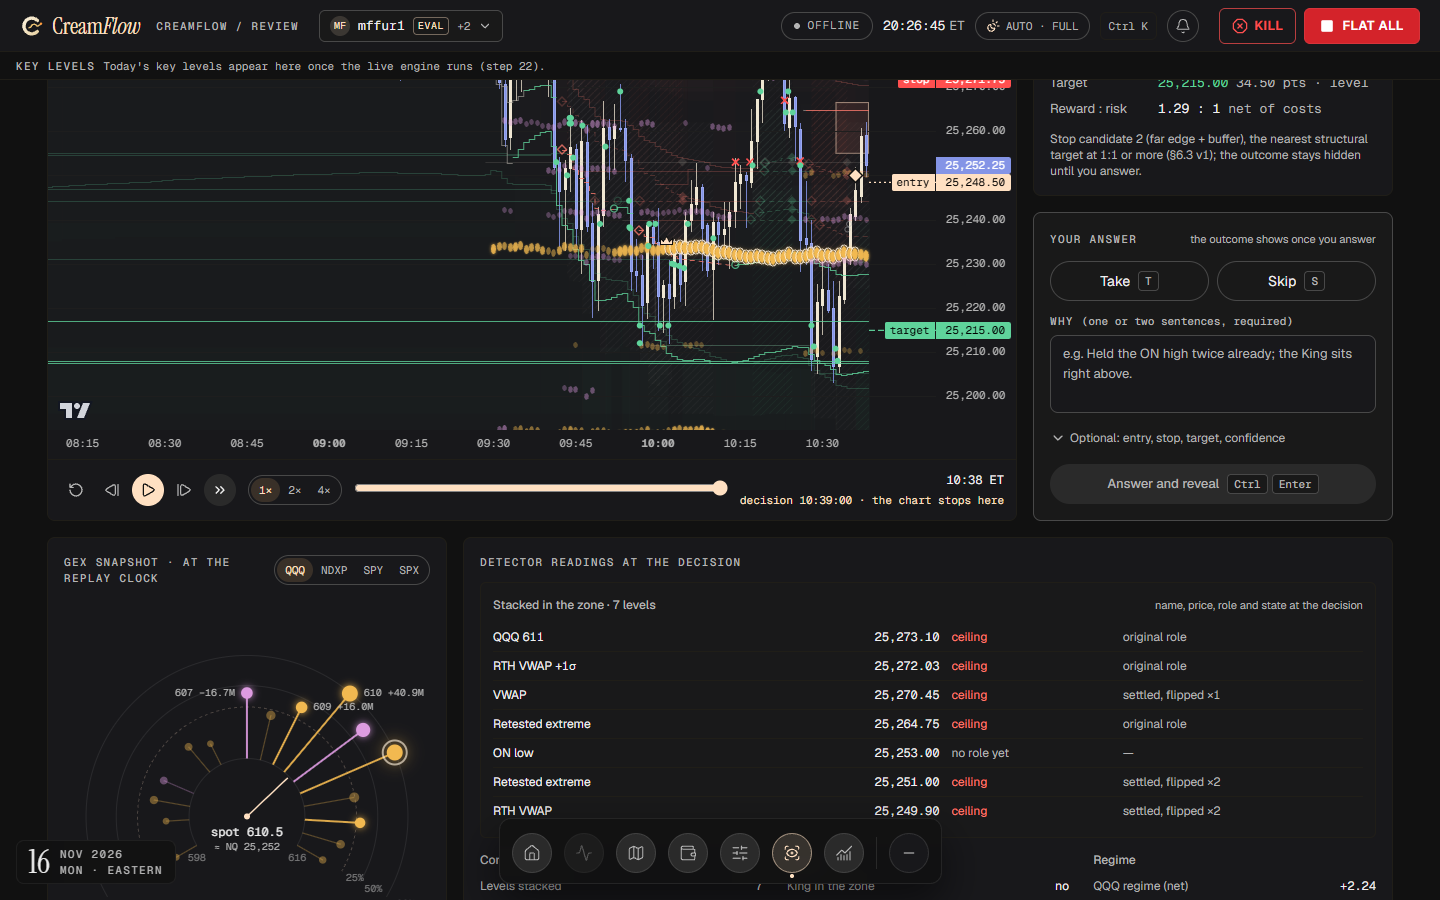 CreamFlow
CREAMFLOW / REVIEW
MF mffur1 EVAL +2
OFFLINE
20:26:45 ET
AUTO · FULL
Ctrl K
KILL
FLAT ALL
KEY LEVELS Today's key levels appear here once the live engine runs (step 22).
stop 25,271.75
25,260.00
25,252.25
entry 25,248.50
25,240.00
25,230.00
25,220.00
target 25,215.00
25,210.00
25,200.00
08:15 08:30 08:45 09:00 09:15 09:30 09:45 10:00 10:15 10:30
1× 2× 4×
10:38 ET
decision 10:39:00 · the chart stops here
Target 25,215.00 34.50 pts · level
Reward : risk 1.29 : 1 net of costs
Stop candidate 2 (far edge + buffer), the nearest structural
target at 1:1 or more (§6.3 v1); the outcome stays hidden
until you answer.
YOUR ANSWER the outcome shows once you answer
Take T
Skip S
WHY (one or two sentences, required)
e.g. Held the ON high twice already; the King sits
right above.
Optional: entry, stop, target, confidence
Answer and reveal Ctrl Enter
GEX SNAPSHOT · AT THE
REPLAY CLOCK
QQQ NDXP SPY SPX
607 −16.7M
610 +40.9M
609 +16.0M
spot 610.5
≈ NQ 25,252
598
616
25%
50%
DETECTOR READINGS AT THE DECISION
Stacked in the zone · 7 levels name, price, role and state at the decision
QQQ 611 25,273.10 ceiling original role
RTH VWAP +1σ 25,272.03 ceiling original role
VWAP 25,270.45 ceiling settled, flipped ×1
Retested extreme 25,264.75 ceiling original role
ON low 25,253.00 no role yet —
Retested extreme 25,251.00 ceiling settled, flipped ×2
RTH VWAP 25,249.90 ceiling settled, flipped ×2
Regime
Levels stacked 7 King in the zone no QQQ regime (net) +2.24
16 NOV 2026
MON · EASTERN